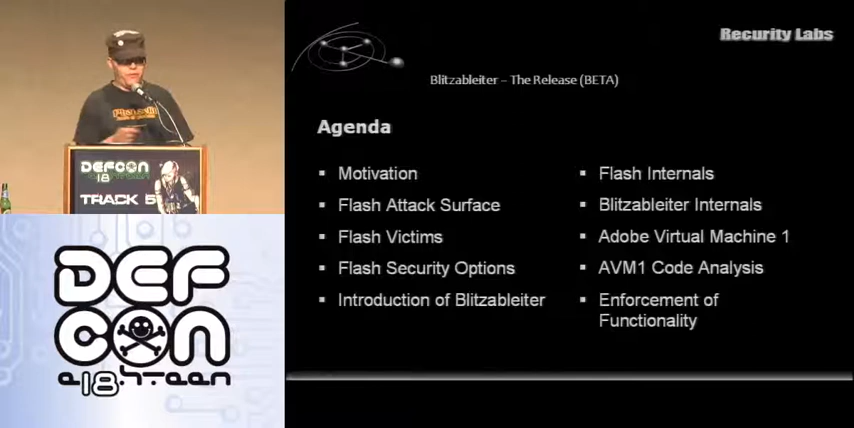 DEFCON
18
TRACK 5
DEF
CON
e18hteen
Recurity Labs
Blitzableiter – The Release (BETA)
Agenda
▪ Motivation
▪ Flash Attack Surface
▪ Flash Victims
▪ Flash Security Options
▪ Introduction of Blitzableiter
▪ Flash Internals
▪ Blitzableiter Internals
▪ Adobe Virtual Machine 1
▪ AVM1 Code Analysis
▪ Enforcement of
Functionality